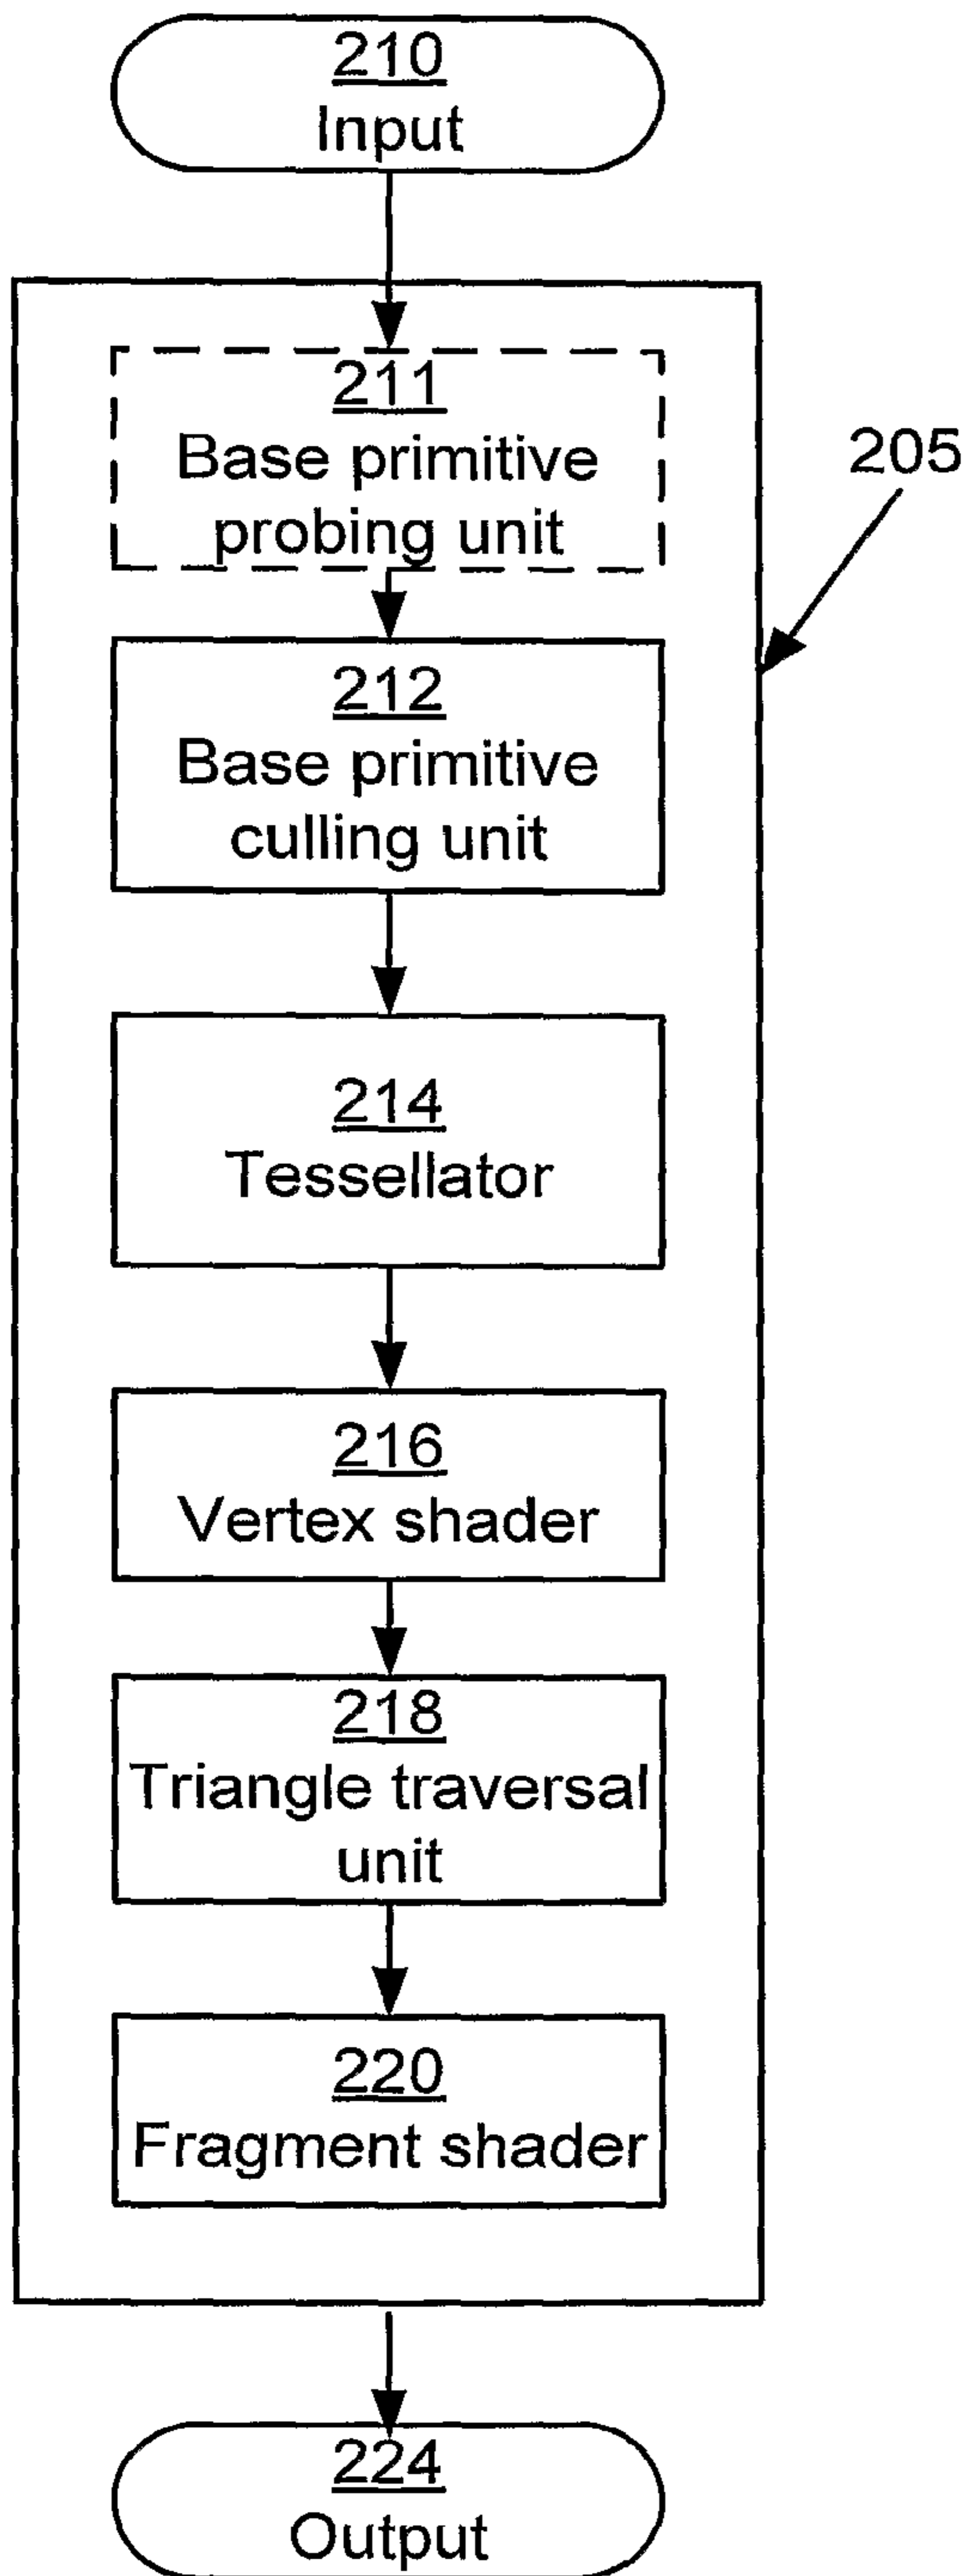 210
Input
211
Base primitive
probing unit
205
212
Base primitive
culling unit
214
Tessellator
216
Vertex shader
218
Triangle traversal
unit
220
Fragment shader
224
Output